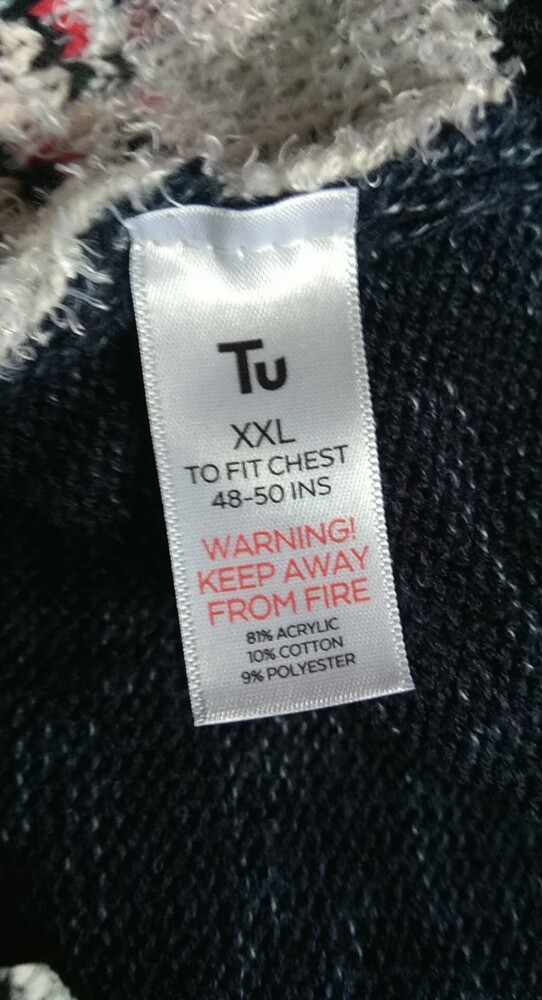 Tu
XXL
TO FIT CHEST
48-50 INS
WARNING!
KEEP AWAY
FROM FIRE
81% ACRYLIC
10% COTTON
9% POLYESTER